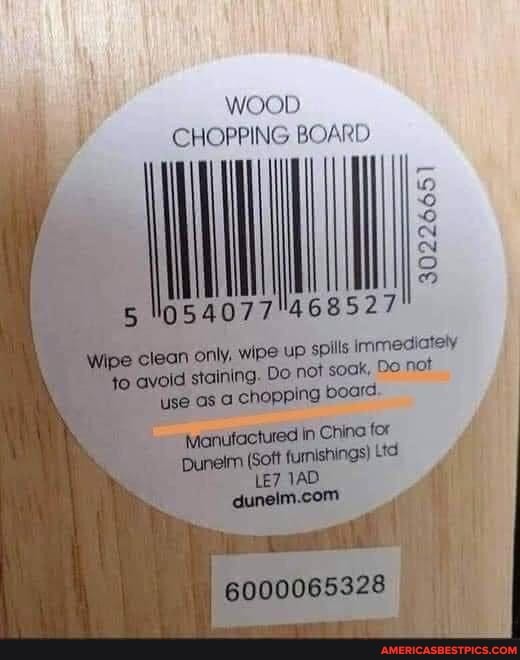 WOOD
CHOPPING BOARD
30226651
5 054077 468527
Wipe clean only, wipe up spills immediately
to avoid staining. Do not soak, Do not
use as a chopping board.
Manufactured in China for
Dunelm (Soft furnishings) Ltd
LE7 1AD
dunelm.com
6000065328
AMERICASBESTPICS.COM